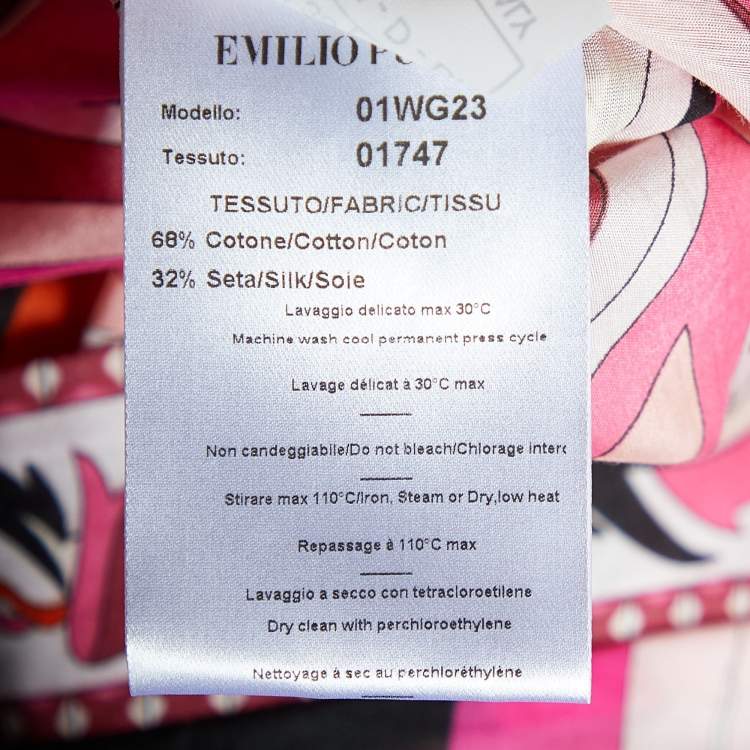 EMILIO
Modello: 01WG23
Tessuto: 01747
TESSUTO/FABRIC/TISSU
68% Cotone/Cotton/Coton
32% Seta/Silk/Soie
Lavaggio delicato max 30°C
Machine wash cool permanent press cycle
Lavage délicat à 30°C max
Non candeggiabile/Do not bleach/Chlorage interc
Stirare max 110°C/Iron, Steam or Dry,low heat
Repassage à 110°C max
Lavaggio a secco con tetracloroetilene
Dry clean with perchloroethylene
Nettoyage à sec au perchloréthylène